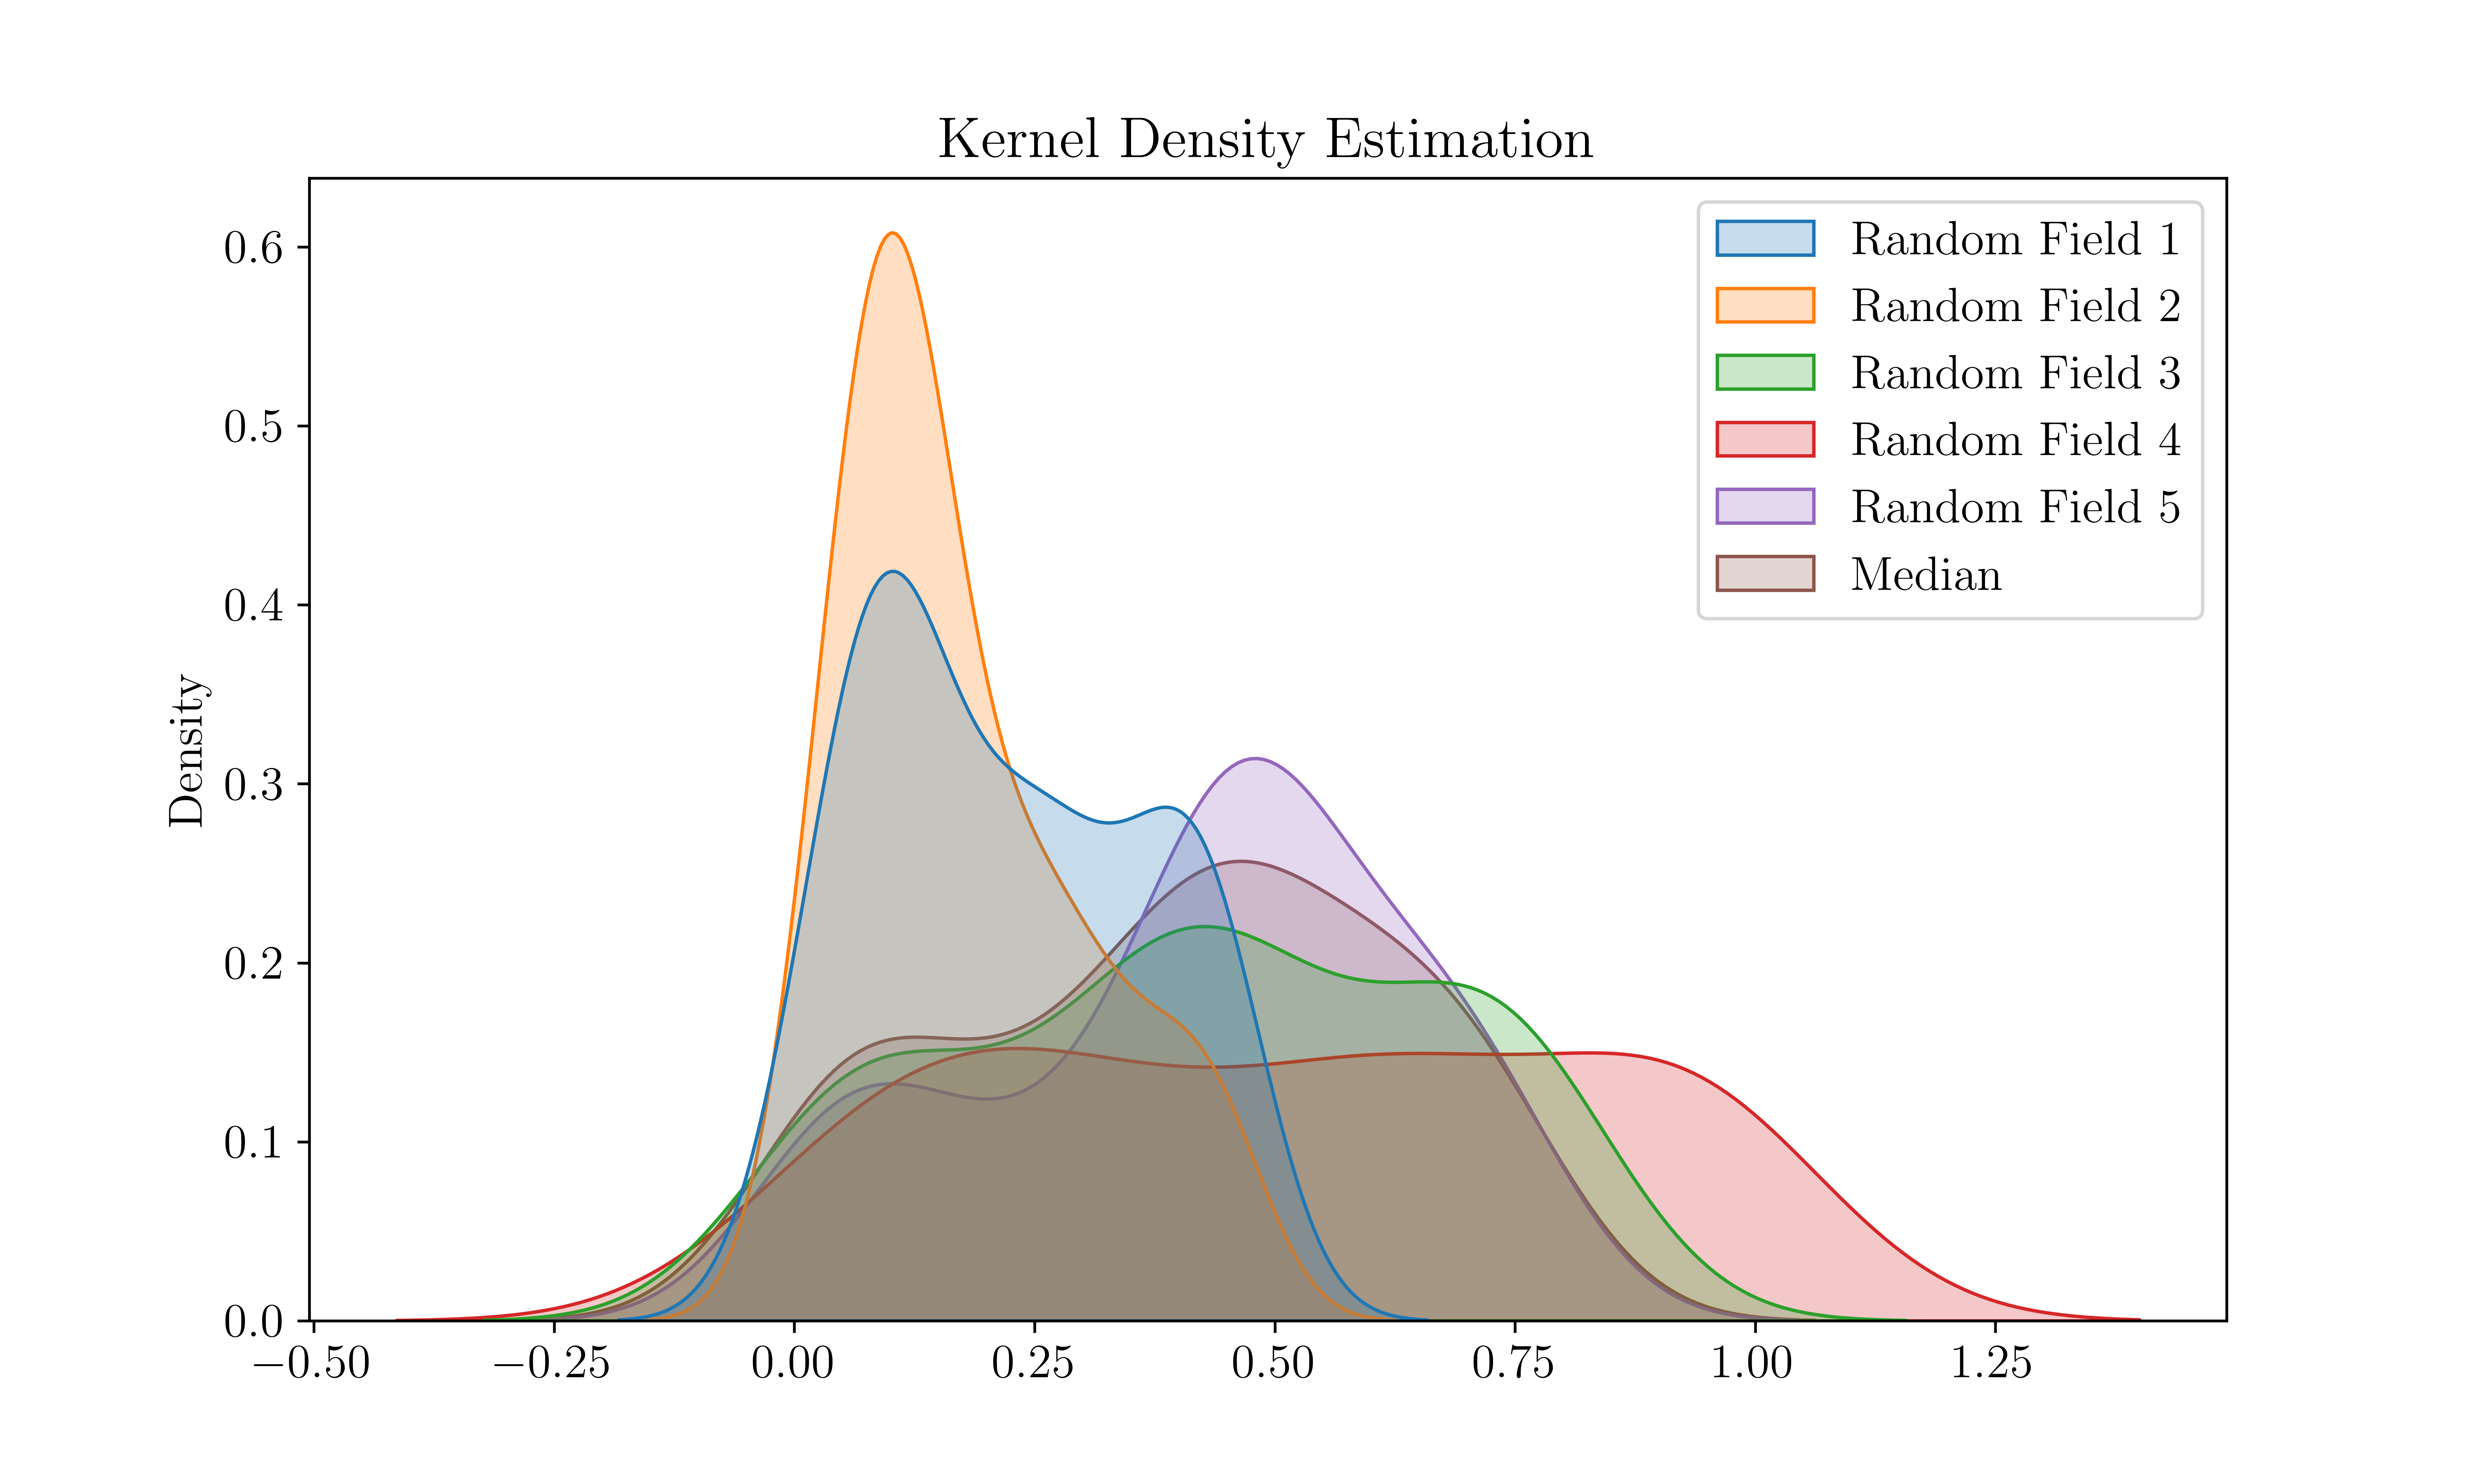 Kernel Density Estimation
Random Field 1
Random Field 2
Random Field 3
Random Field 4
Random Field 5
Median
Density
0.6
0.5
0.4
0.3
0.2
0.1
0.0
−0.50 −0.25 0.00 0.25 0.50 0.75 1.00 1.25